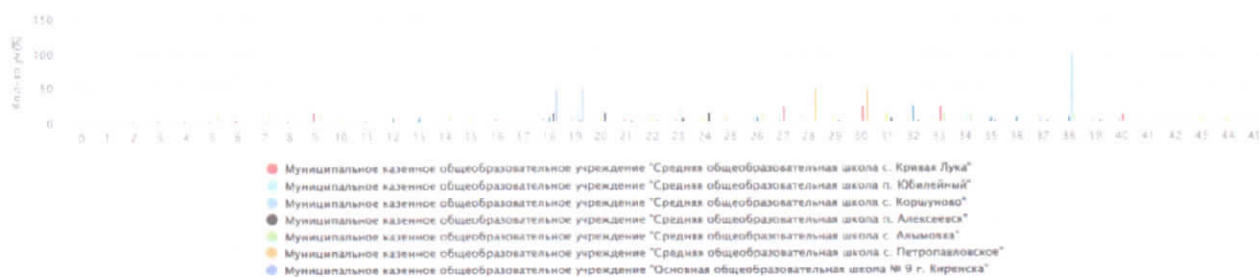 150
100
50
0
Кол-во уч(%)
0 1 2 3 4 5 6 7 8 9 10 11 12 13 14 15 16 17 18 19 20 21 22 23 24 25 26 27 28 29 30 31 32 33 34 35 36 37 38 39 40 41 42 43 44 45
Муниципальное казенное общеобразовательное учреждение "Средняя общеобразовательная школа с. Кривая Лука"
Муниципальное казенное общеобразовательное учреждение "Средняя общеобразовательная школа п. Юбилейный"
Муниципальное казенное общеобразовательное учреждение "Средняя общеобразовательная школа с. Коршуново"
Муниципальное казенное общеобразовательное учреждение "Средняя общеобразовательная школа п. Алексеевск"
Муниципальное казенное общеобразовательное учреждение "Средняя общеобразовательная школа с. Алымовка"
Муниципальное казенное общеобразовательное учреждение "Средняя общеобразовательная школа с. Петропавловское"
Муниципальное казенное общеобразовательное учреждение "Основная общеобразовательная школа № 9 г. Киренска"